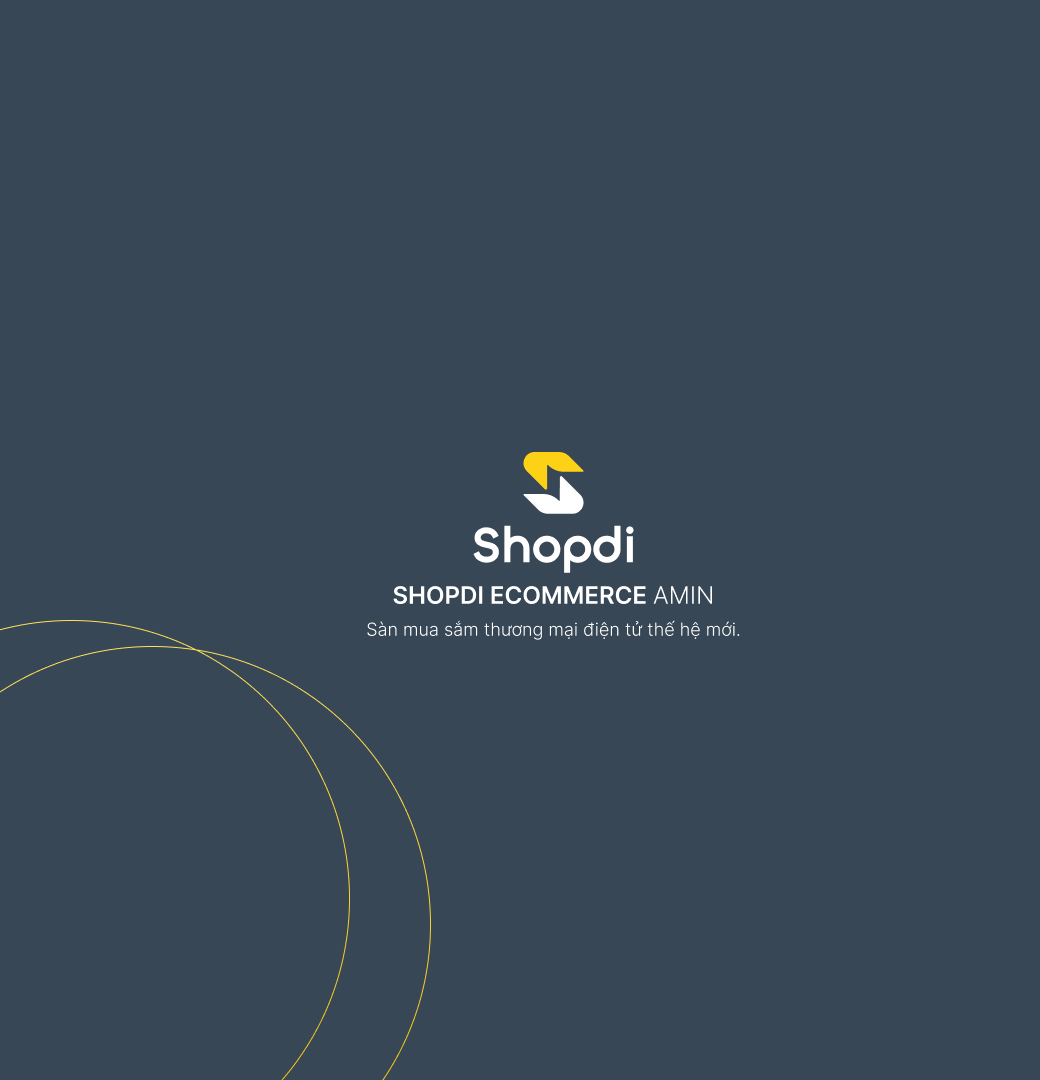 Shopdi
SHOPDI ECOMMERCE AMIN
Sàn mua sắm thương mại điện tử thế hệ mới.